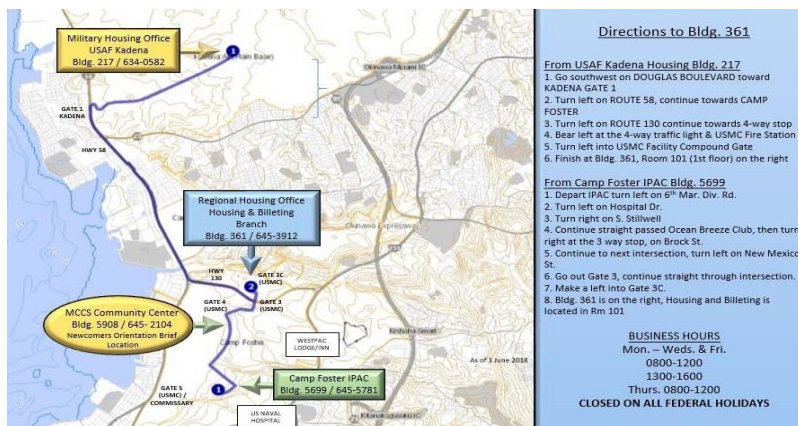 Military Housing Office
USAF Kadena
Bldg. 217 / 634-0582
1
(Main Base)
GATE 1
KADENA
HWY 58
Regional Housing Office
Housing & Billeting
Branch
Bldg. 361 / 645-3912
Okinawa Expressway
HWY
130
GATE 3C
(USMC)
2
GATE 4
(USMC)
GATE 3
(USMC)
MCCS Community Center
Bldg. 5908 / 645- 2104
Newcomers Orientation Brief
Location
Camp Foster
WESTPAC
LODGE/INN
As of 1 June 2018
1
Camp Foster IPAC
Bldg. 5699 / 645-5781
GATE 5
(USMC) /
COMMISSARY
US NAVAL
HOSPITAL
Directions to Bldg. 361
From USAF Kadena Housing Bldg. 217
1. Go southwest on DOUGLAS BOULEVARD toward
KADENA GATE 1
2. Turn left on ROUTE 58, continue towards CAMP
FOSTER
3. Turn left on ROUTE 130 continue towards 4-way stop
4. Bear left at the 4-way traffic light & USMC Fire Station
5. Turn left into USMC Facility Compound Gate
6. Finish at Bldg. 361, Room 101 (1st floor) on the right
From Camp Foster IPAC Bldg. 5699
1. Depart IPAC turn left on 6th Mar. Div. Rd.
2. Turn left on Hospital Dr.
3. Turn right on S. Stillwell
4. Continue straight passed Ocean Breeze Club, then turn
right at the 3 way stop, on Brock St.
5. Continue to next intersection, turn left on New Mexico
St.
6. Go out Gate 3, continue straight through intersection.
7. Make a left into Gate 3C.
8. Bldg. 361 is on the right, Housing and Billeting is
located in Rm 101
BUSINESS HOURS
Mon. – Weds. & Fri.
0800-1200
1300-1600
Thurs. 0800-1200
CLOSED ON ALL FEDERAL HOLIDAYS